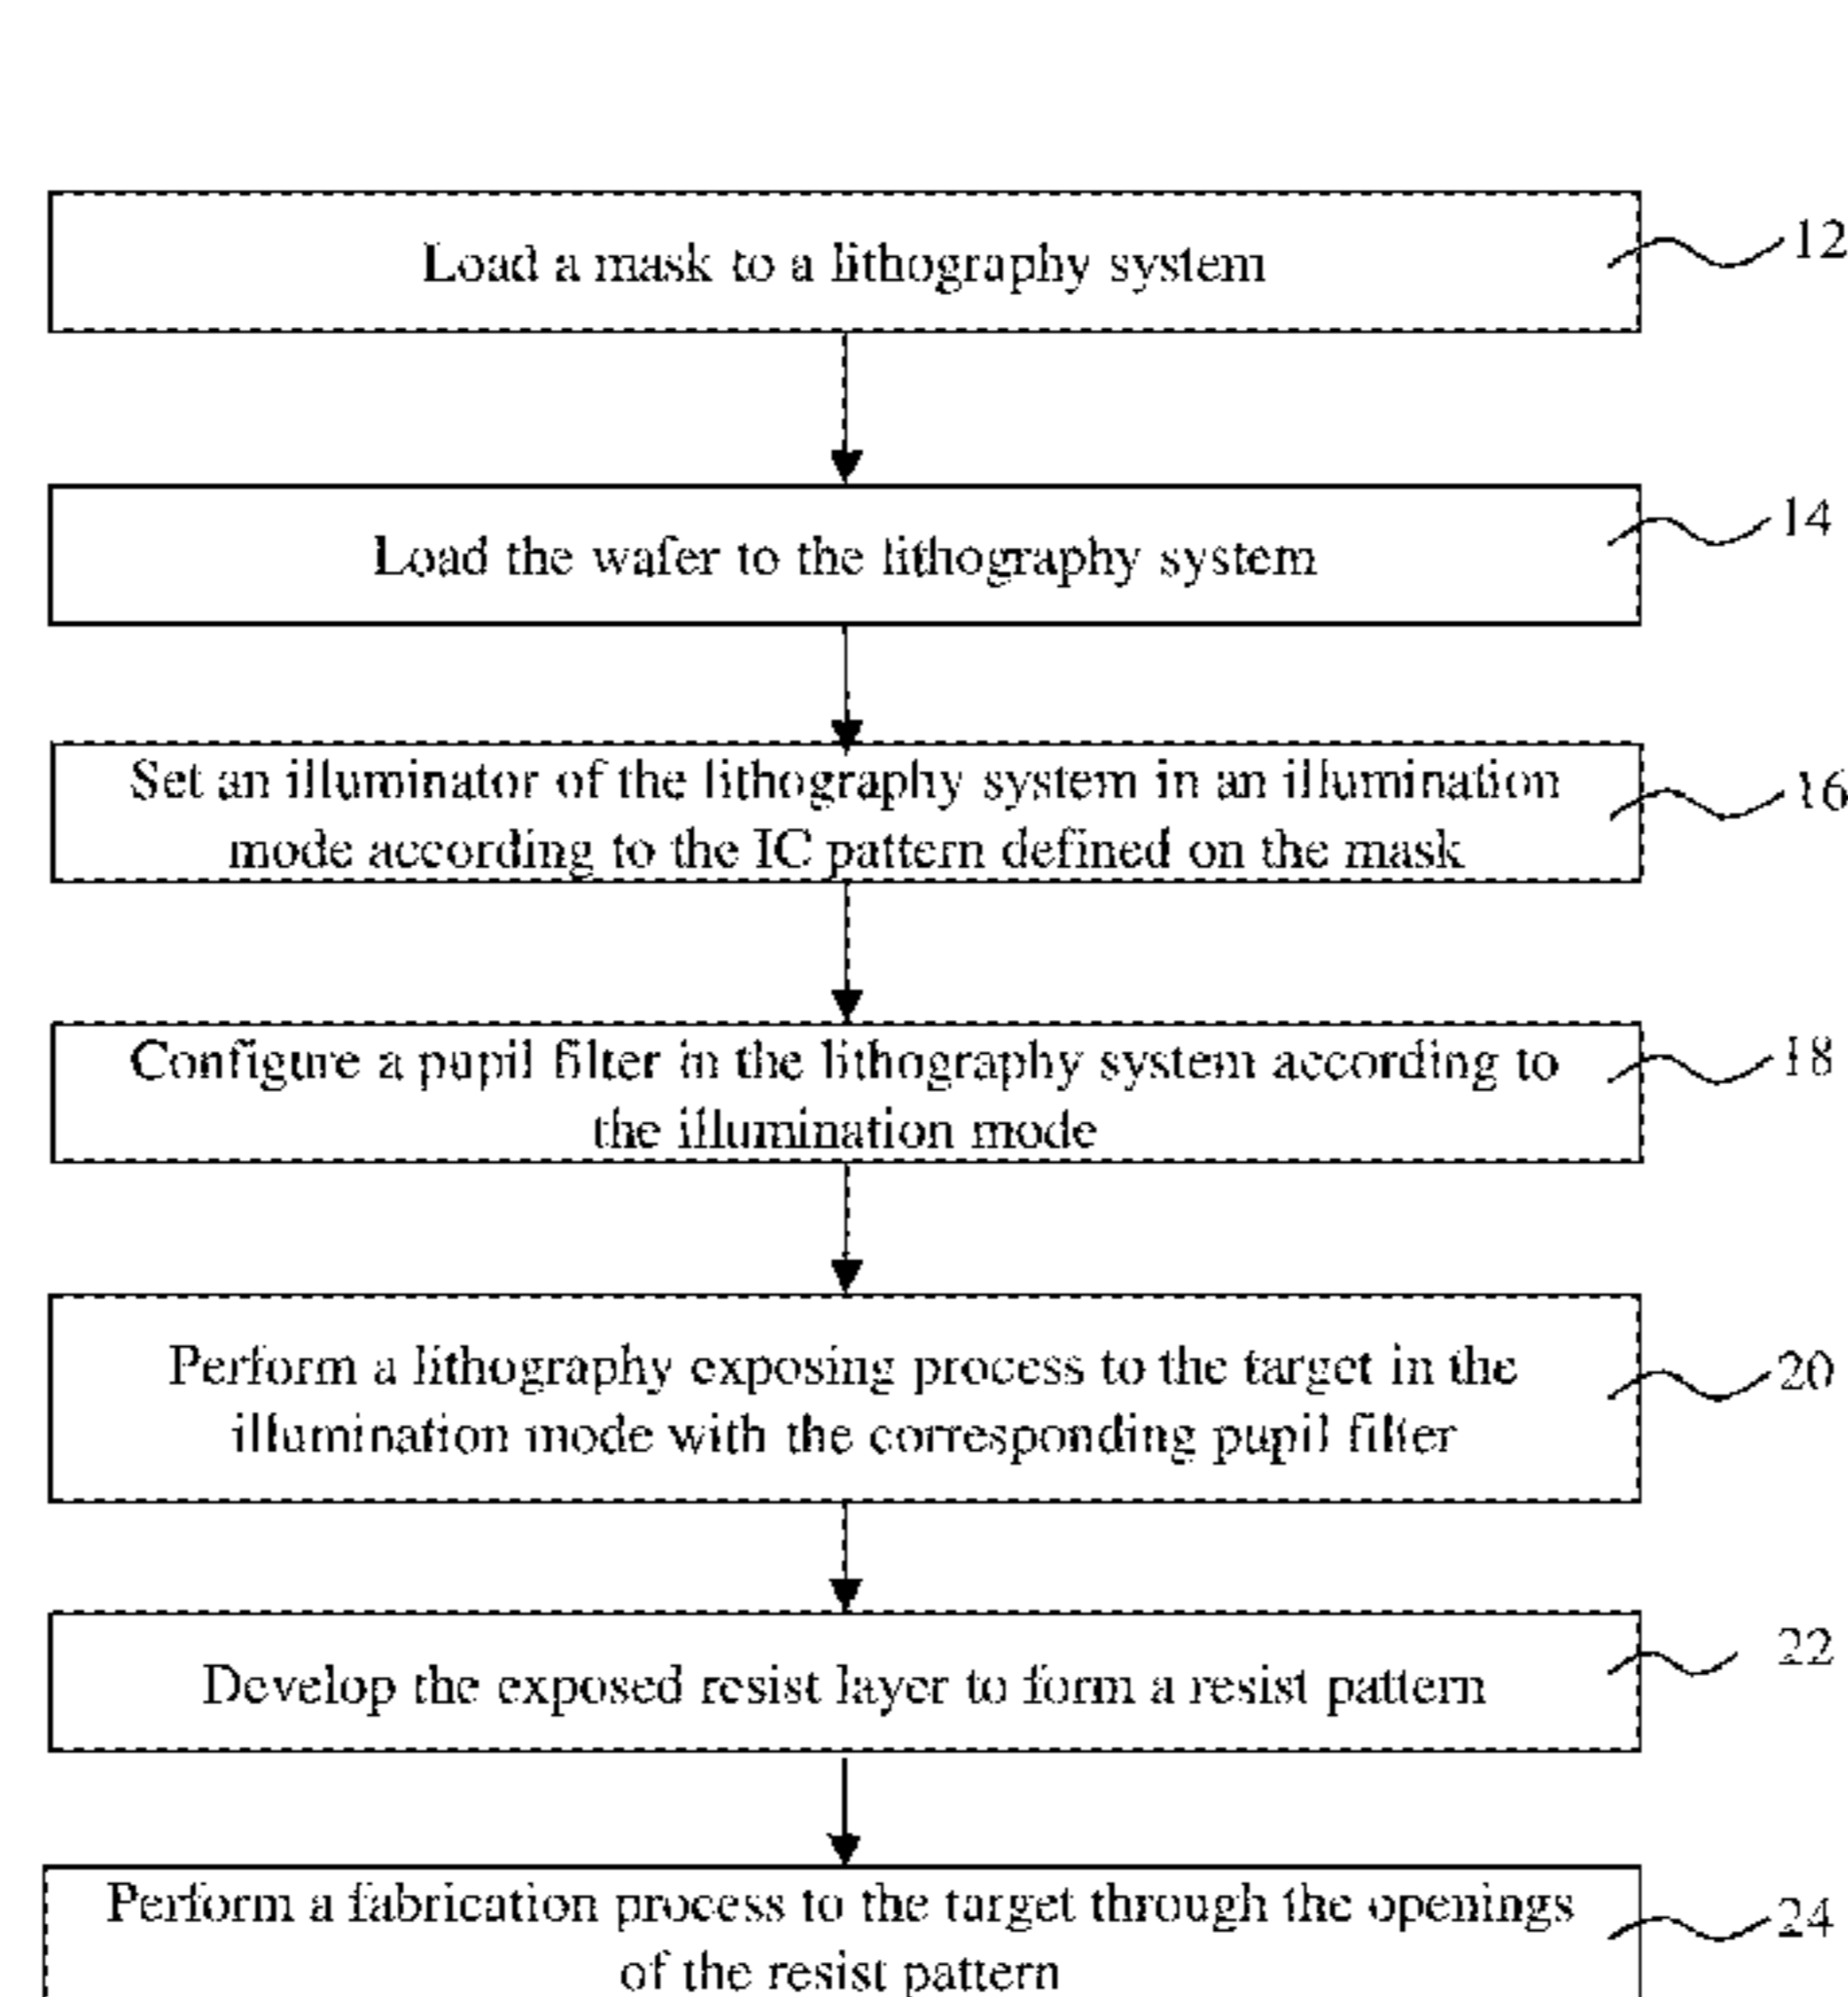 Load a mask to a lithography system
12
Load the wafer to the lithography system
14
Set an illuminator of the lithography system in an illumination
mode according to the IC pattern defined on the mask
16
Configure a pupil filter in the lithography system according to
the illumination mode
18
Perform a lithography exposing process to the target in the
illumination mode with the corresponding pupil filter
20
Develop the exposed resist layer to form a resist pattern
22
Perform a fabrication process to the target through the openings
of the resist pattern
24